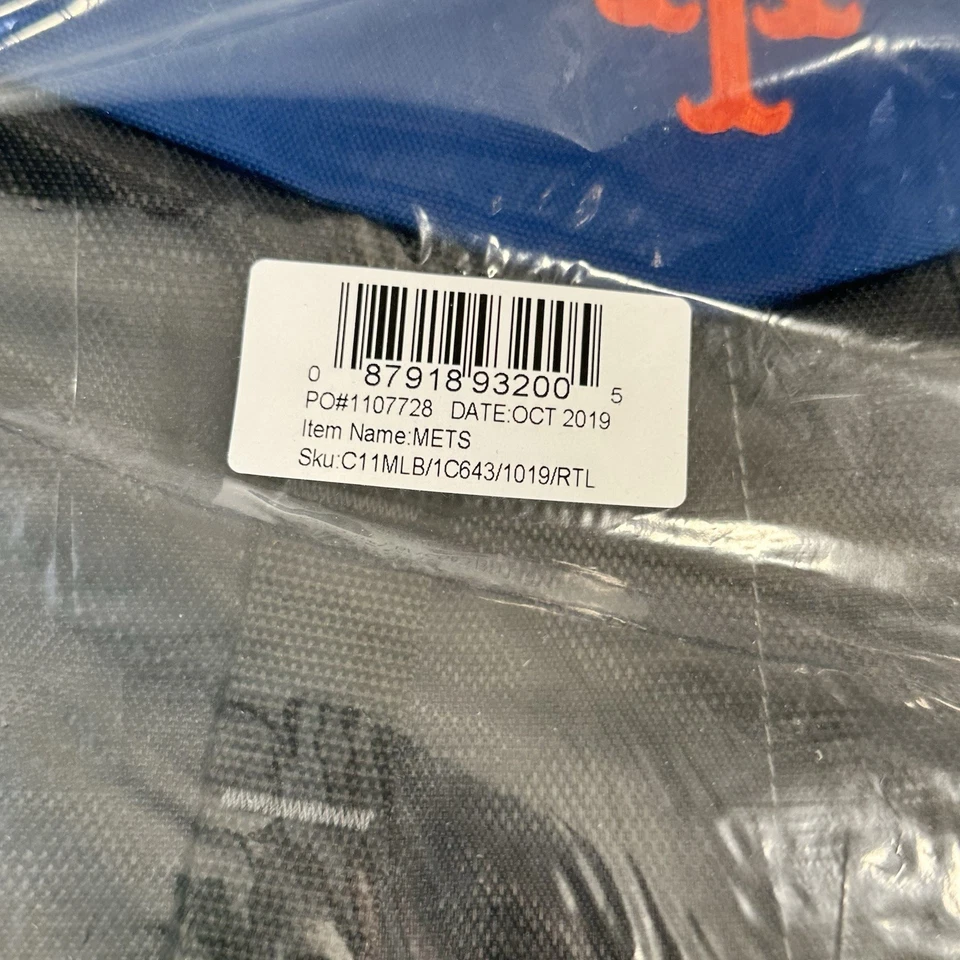 0 87918 93200 5
PO#1107728 DATE:OCT 2019
Item Name:METS
Sku:C11MLB/1C643/1019/RTL